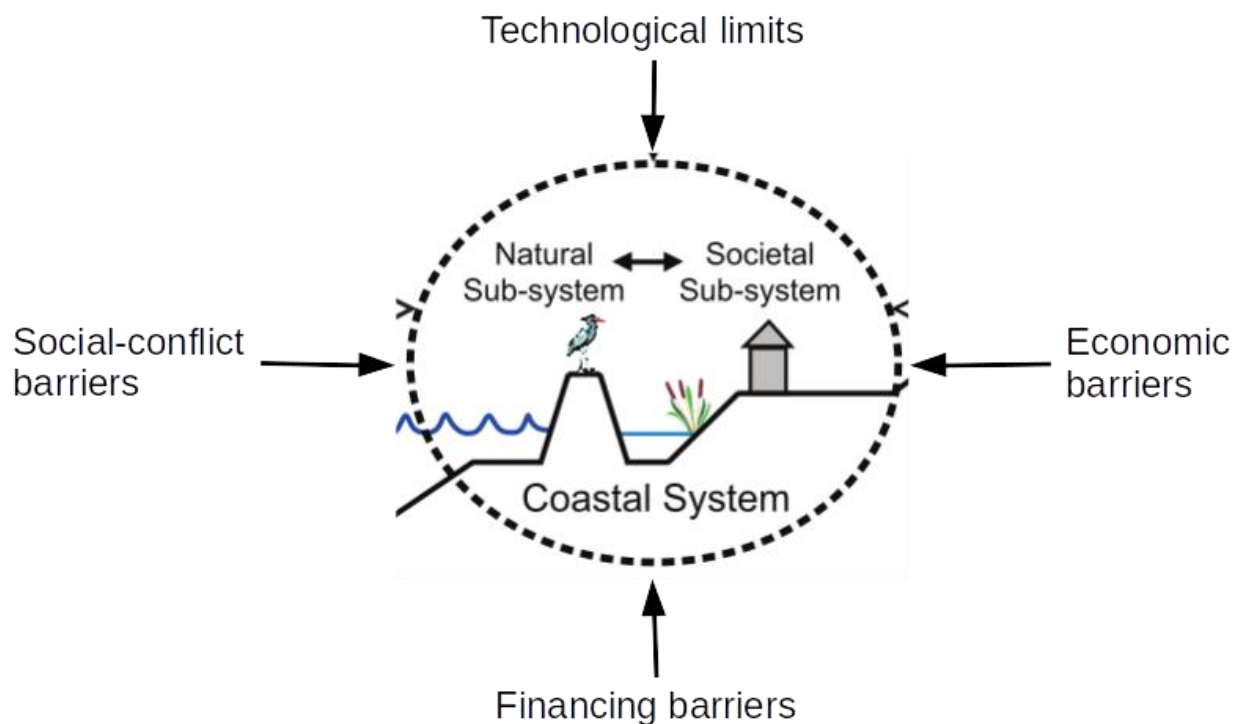 Technological limits
Natural
Sub-system
Societal
Sub-system
Social-conflict
barriers
Economic
barriers
Coastal System
Financing barriers